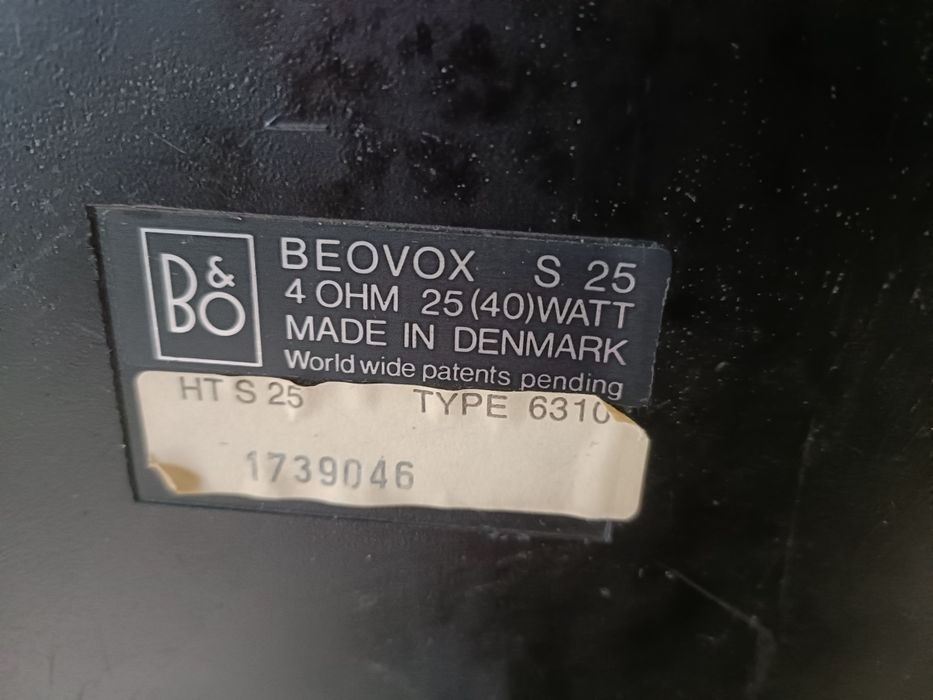 B&O
BEOVOX S 25
4 OHM 25(40)WATT
MADE IN DENMARK
World wide patents pending
HT S 25 TYPE 6310
1739046